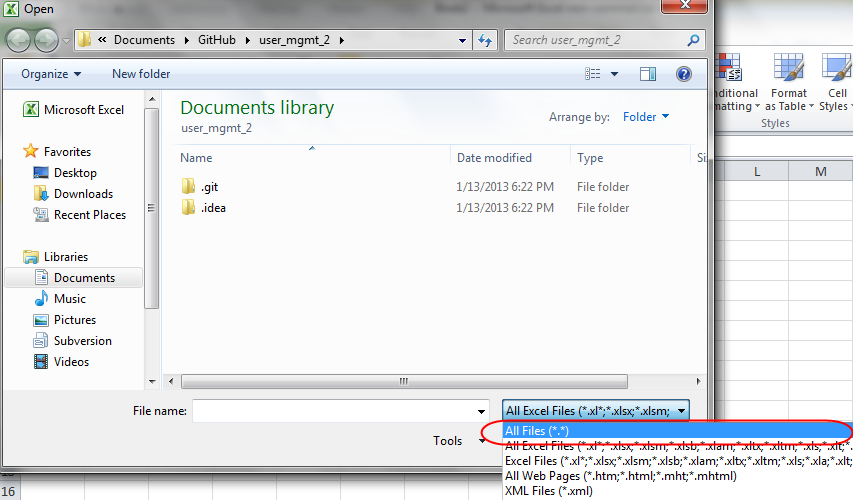 Open
« Documents ▸ GitHub ▸ user_mgmt_2 ▸
Search user_mgmt_2
Organize
New folder
Microsoft Excel
Favorites
Desktop
Downloads
Recent Places
Libraries
Documents
Music
Pictures
Subversion
Videos
Documents library
user_mgmt_2
Arrange by: Folder
Name Date modified Type Si
.git 1/13/2013 6:22 PM File folder
.idea 1/13/2013 6:22 PM File folder
File name:
All Excel Files (*.xl*;*.xlsx;*.xlsm;
Tools
All Files (*.*)
All Excel Files (*.xl*;*.xlsx;*.xlsm;*.xlsb;*.xlam;*.xltx;*.xltm;*.xls;*.xlt;*.
Excel Files (*.xl*;*.xlsx;*.xlsm;*.xlsb;*.xlam;*.xltx;*.xltm;*.xls;*.xla;*.xlt;
All Web Pages (*.htm;*.html;*.mht;*.mhtml)
XML Files (*.xml)
nditional
matting
Format
as Table
Cell
Styles
Styles
L M
16